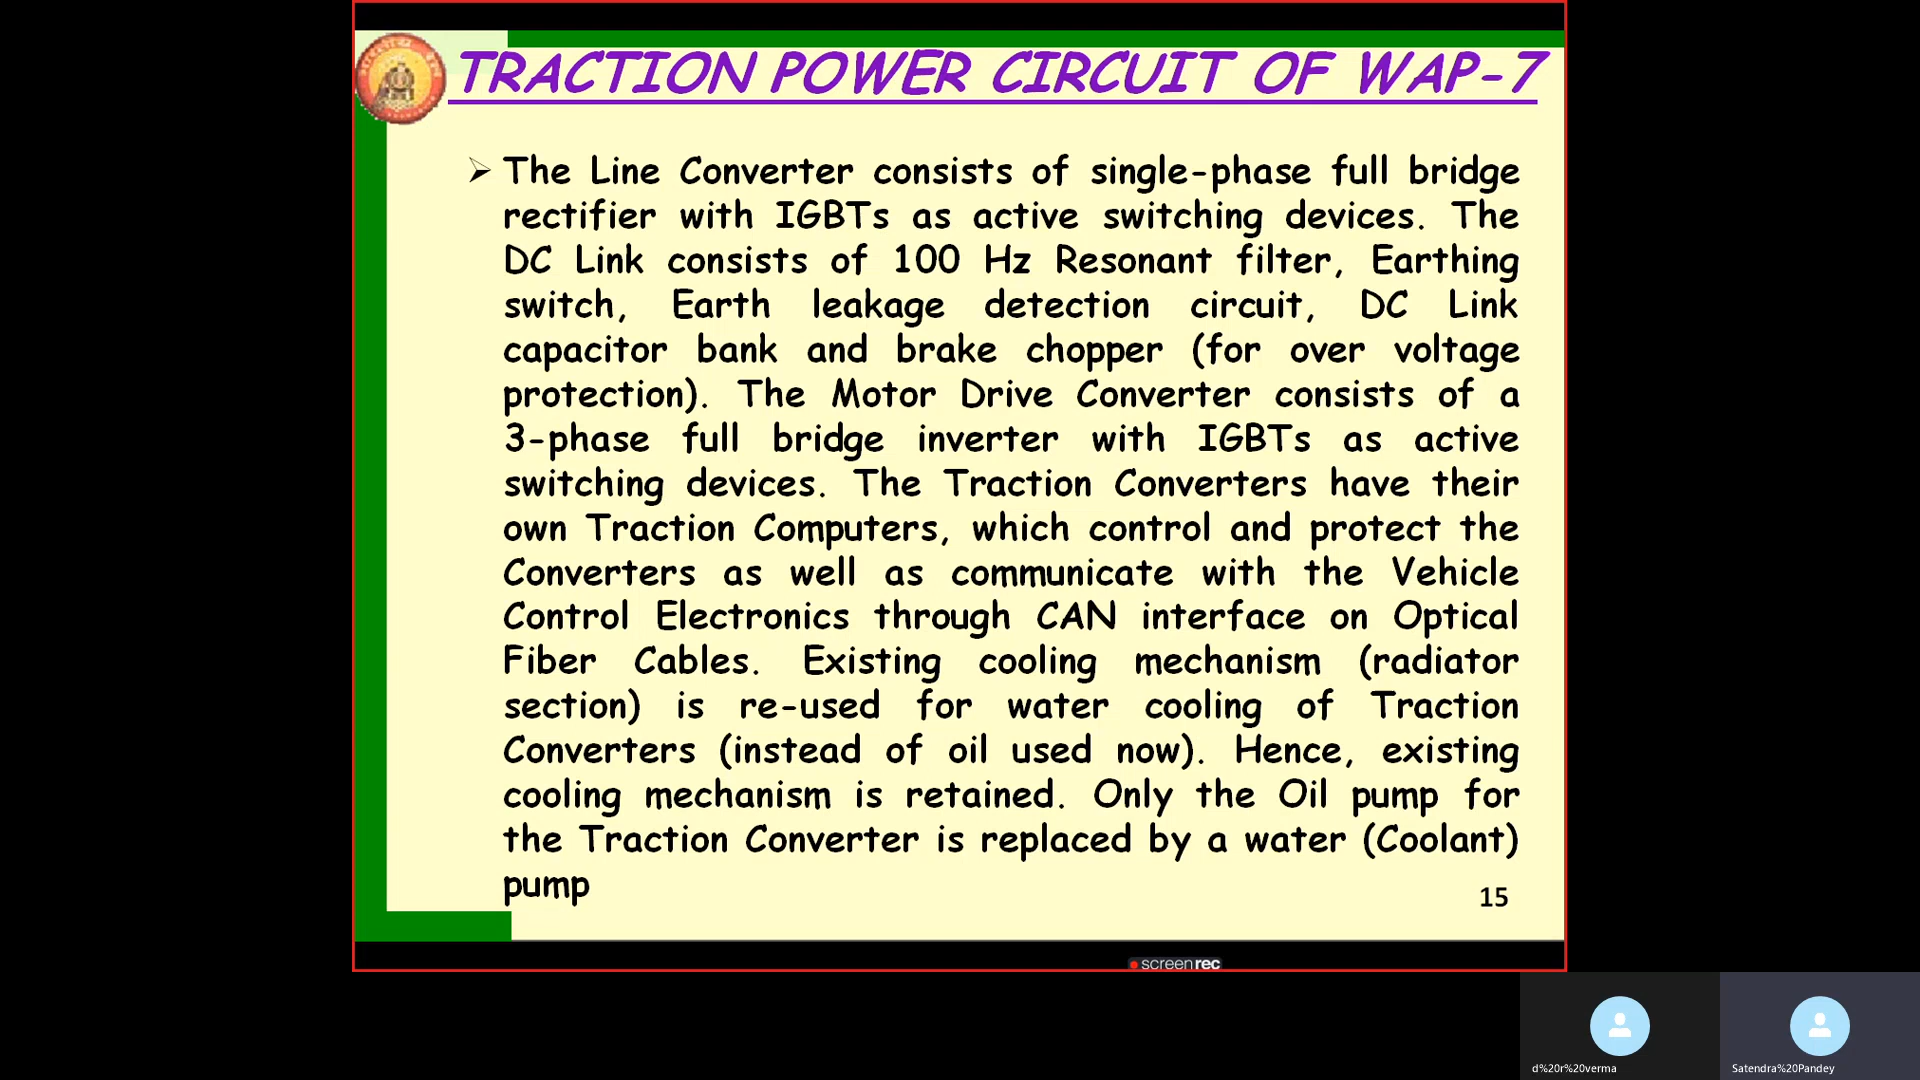 TRACTION POWER CIRCUIT OF WAP-7
➢ The Line Converter consists of single-phase full bridge
rectifier with IGBTs as active switching devices. The
DC Link consists of 100 Hz Resonant filter, Earthing
switch, Earth leakage detection circuit, DC Link
capacitor bank and brake chopper (for over voltage
protection). The Motor Drive Converter consists of a
3-phase full bridge inverter with IGBTs as active
switching devices. The Traction Converters have their
own Traction Computers, which control and protect the
Converters as well as communicate with the Vehicle
Control Electronics through CAN interface on Optical
Fiber Cables. Existing cooling mechanism (radiator
section) is re-used for water cooling of Traction
Converters (instead of oil used now). Hence, existing
cooling mechanism is retained. Only the Oil pump for
the Traction Converter is replaced by a water (Coolant)
pump
15
screenrec
d%20r%20verma
Satendra%20Pandey